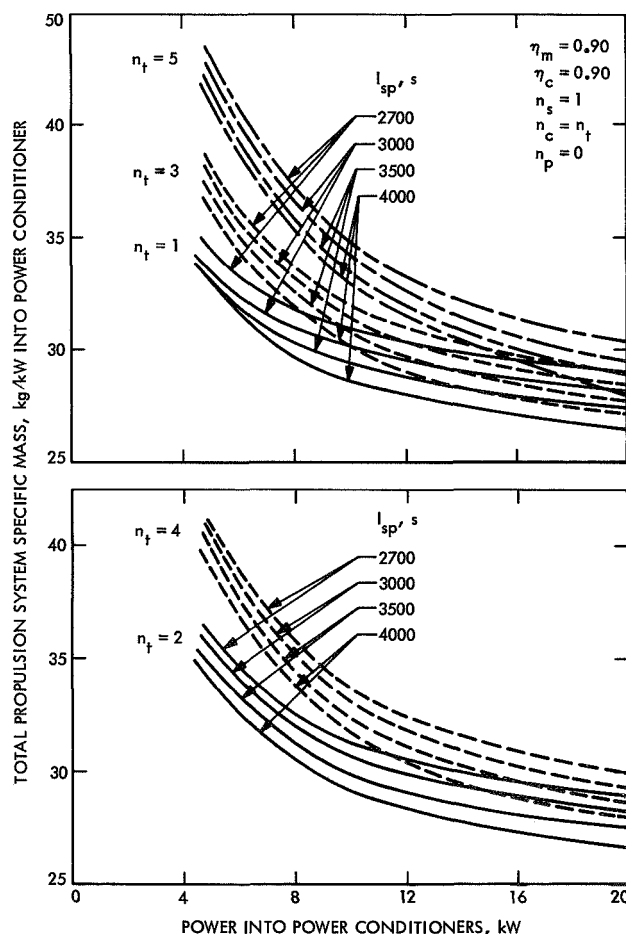 TOTAL PROPULSION SYSTEM SPECIFIC MASS, kg/kW INTO POWER CONDITIONER
50
45
40
35
30
25
n_t = 5
n_t = 3
n_t = 1
I_sp, s
2700
3000
3500
4000
η_m = 0.90
η_c = 0.90
n_s = 1
n_c = n_t
n_p = 0
40
35
30
25
n_t = 4
n_t = 2
I_sp, s
2700
3000
3500
4000
0 4 8 12 16 20
POWER INTO POWER CONDITIONERS, kW